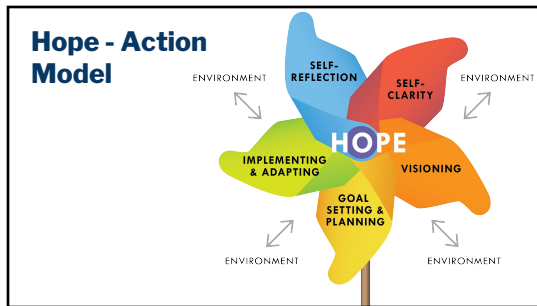 Hope - Action
Model
SELF-
REFLECTION
SELF-
CLARITY
ENVIRONMENT
ENVIRONMENT
HOPE
IMPLEMENTING
& ADAPTING
VISIONING
GOAL
SETTING &
PLANNING
ENVIRONMENT
ENVIRONMENT